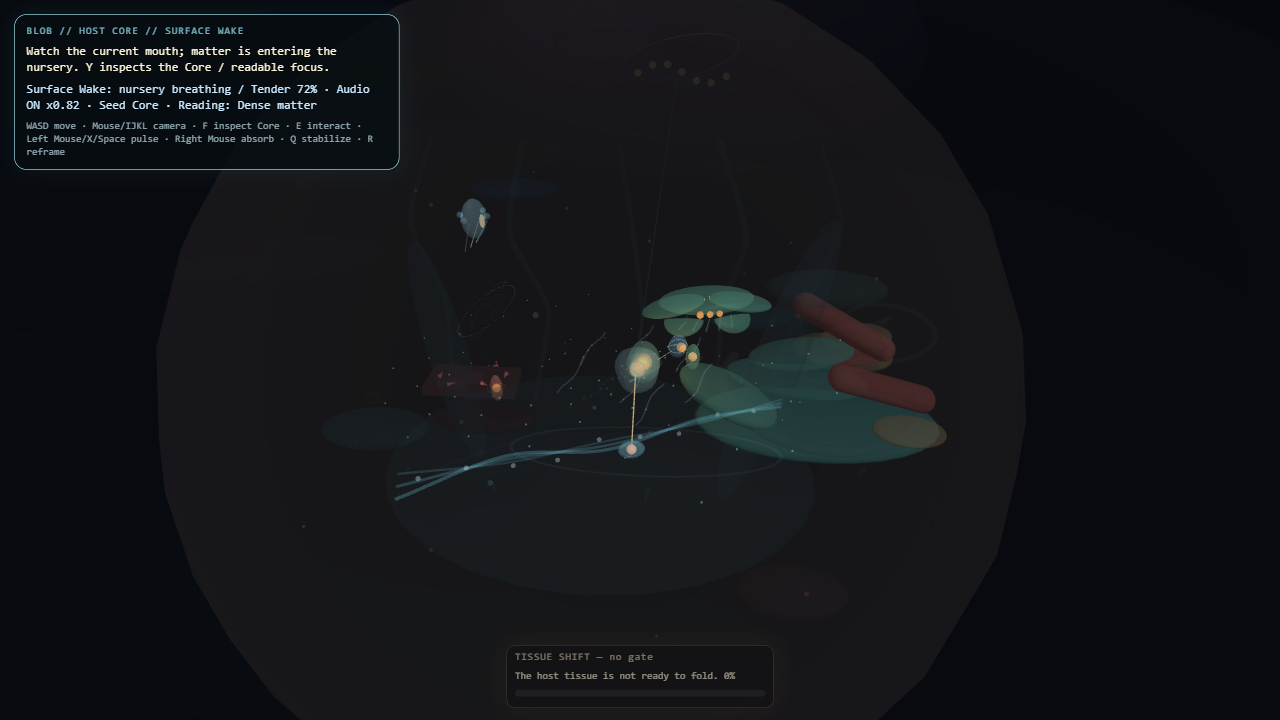 BLOB // HOST CORE // SURFACE WAKE
Watch the current mouth; matter is entering the
nursery. Y inspects the Core / readable focus.
Surface Wake: nursery breathing / Tender 72% · Audio
ON x0.82 · Seed Core · Reading: Dense matter
WASD move · Mouse/IJKL camera · F inspect Core · E interact ·
Left Mouse/X/Space pulse · Right Mouse absorb · Q stabilize · R
reframe
TISSUE SHIFT — no gate
The host tissue is not ready to fold. 0%